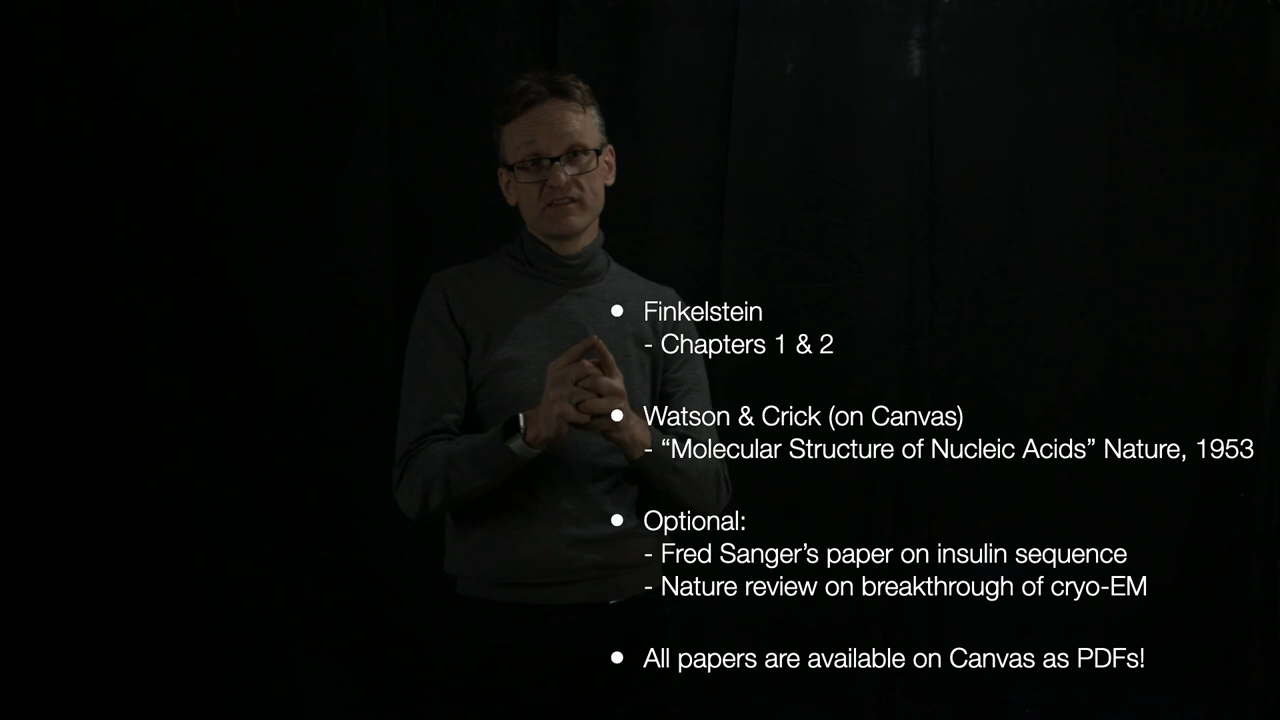 • Finkelstein
- Chapters 1 & 2
• Watson & Crick (on Canvas)
- “Molecular Structure of Nucleic Acids” Nature, 1953
• Optional:
- Fred Sanger’s paper on insulin sequence
- Nature review on breakthrough of cryo-EM
• All papers are available on Canvas as PDFs!